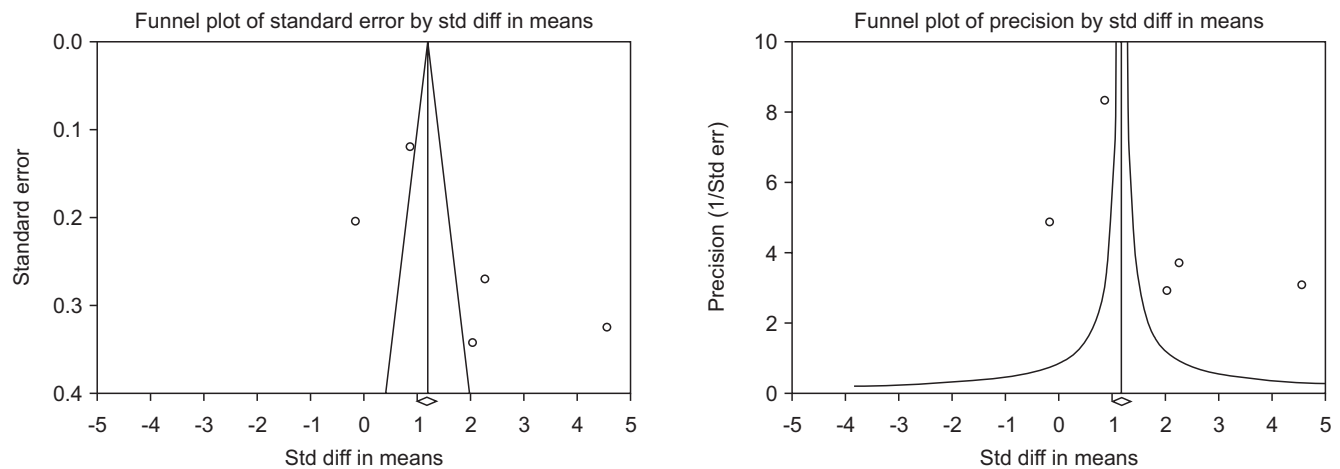 Funnel plot of standard error by std diff in means
0.0
0.1
0.2
0.3
0.4
Standard error
-5 -4 -3 -2 -1 0 1 2 3 4 5
Std diff in means
Funnel plot of precision by std diff in means
10
8
6
4
2
0
Precision (1/Std err)
-5 -4 -3 -2 -1 0 1 2 3 4 5
Std diff in means